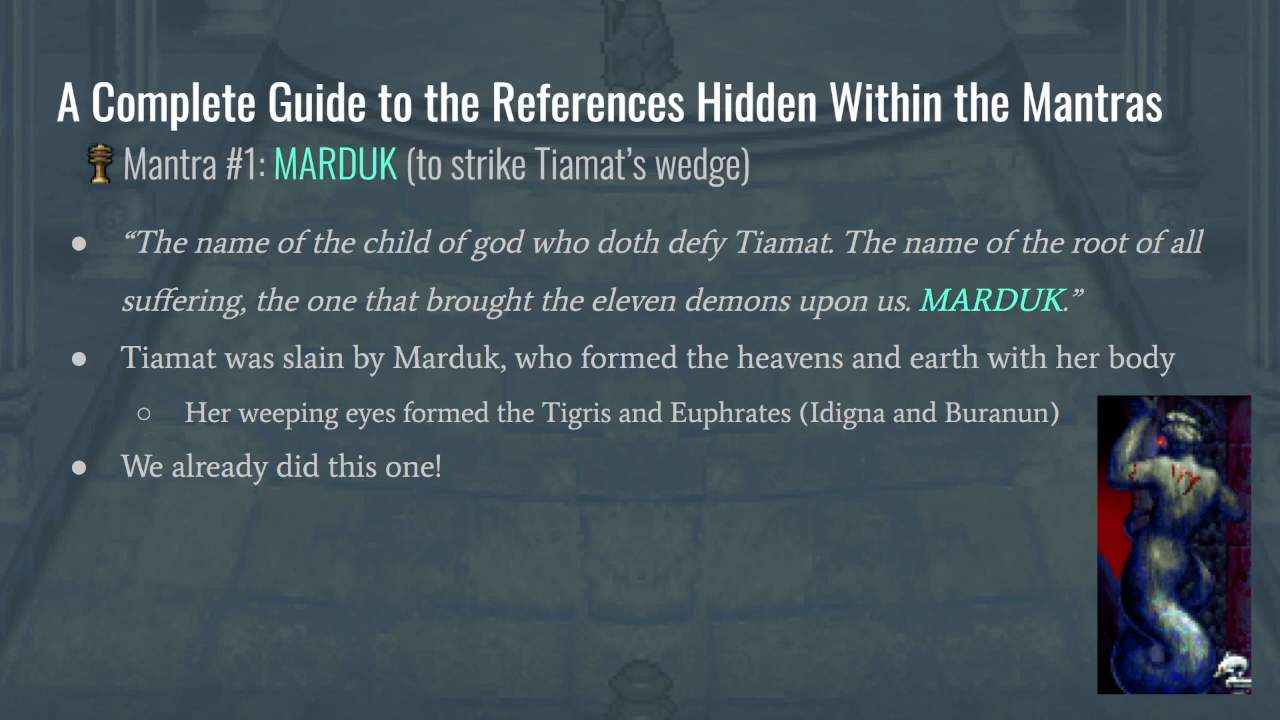 A Complete Guide to the References Hidden Within the Mantras
Mantra #1: MARDUK (to strike Tiamat’s wedge)
● “The name of the child of god who doth defy Tiamat. The name of the root of all
suffering, the one that brought the eleven demons upon us. MARDUK.”
● Tiamat was slain by Marduk, who formed the heavens and earth with her body
○ Her weeping eyes formed the Tigris and Euphrates (Idigna and Buranun)
● We already did this one!